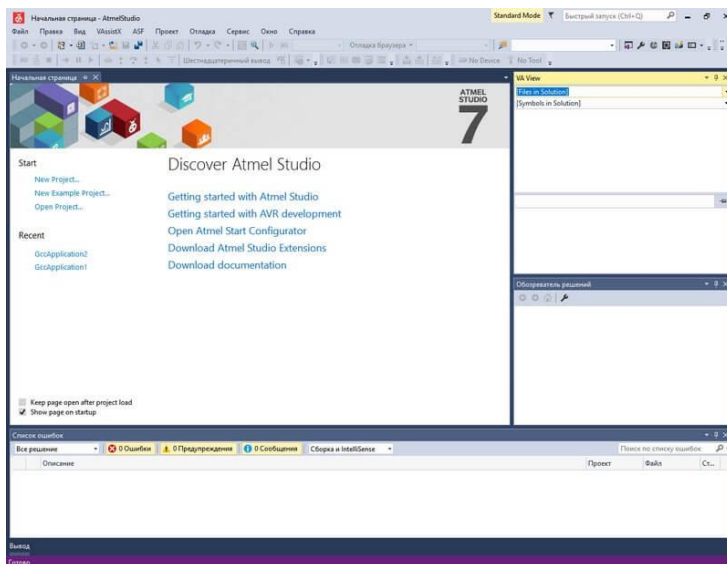 Начальная страница - AtmelStudio
Standard Mode
Быстрый запуск (Ctrl+Q)
Файл Правка Вид VAssistX ASF Проект Отладка Сервис Окно Справка
Отладка браузера
Шестнадцатеричный вывод
No Device
No Tool
Начальная страница
VA View
[Files in Solution]
[Symbols in Solution]
ATMEL
STUDIO
7
Start
New Project...
New Example Project...
Open Project...
Recent
GccApplication2
GccApplication1
Discover Atmel Studio
Getting started with Atmel Studio
Getting started with AVR development
Open Atmel Start Configurator
Download Atmel Studio Extensions
Download documentation
Обозреватель решений
Keep page open after project load
Show page on startup
Список ошибок
Все решение
0 Ошибки
0 Предупреждения
0 Сообщения
Сборка и IntelliSense
Поиск по списку ошибок
Описание
Проект
Файл
Ст...
Вывод
Готово